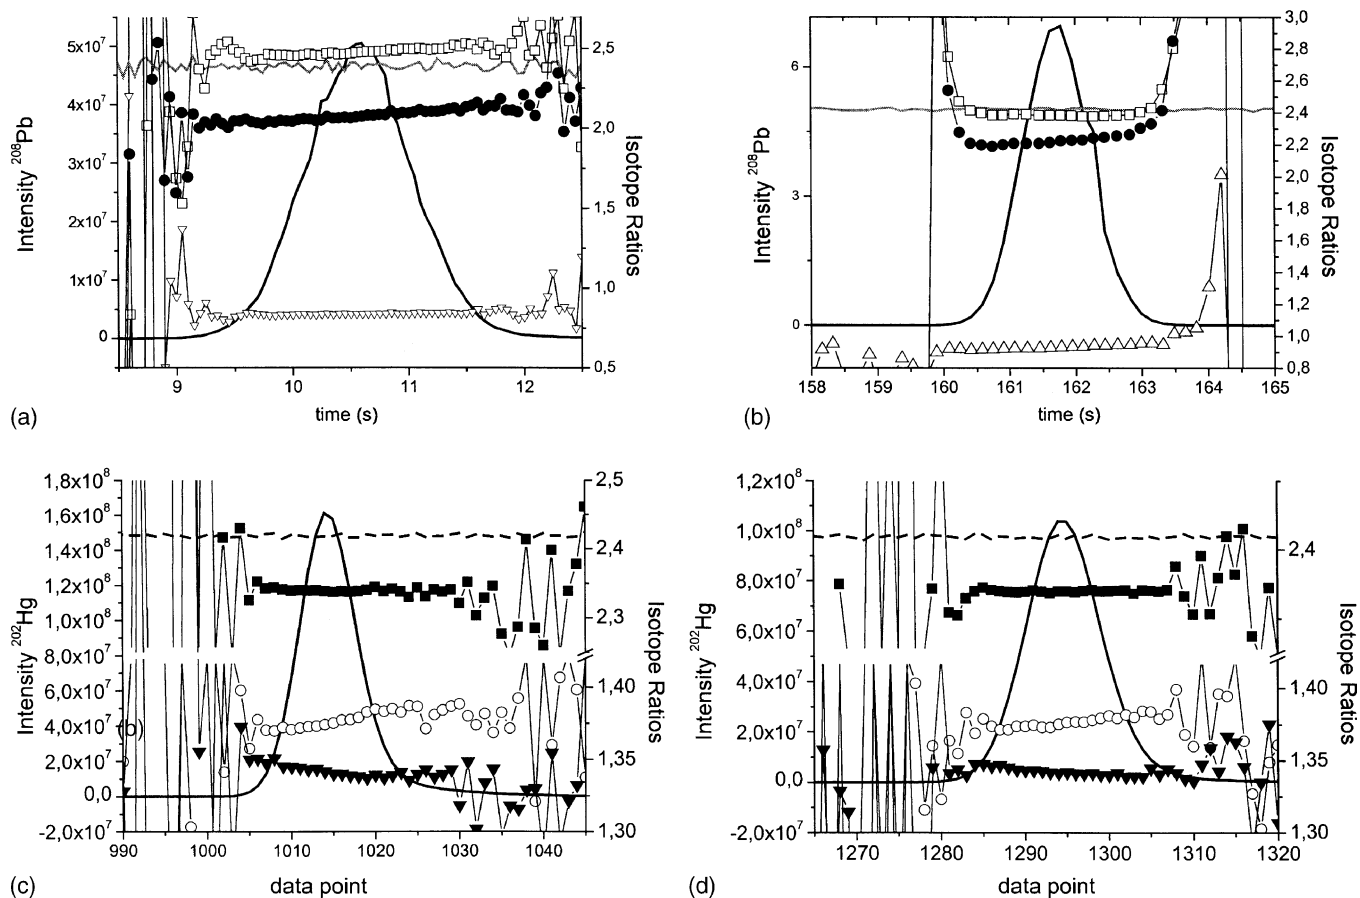 5x10⁷
4x10⁷
3x10⁷
2x10⁷
1x10⁷
0
Intensity ²⁰⁸Pb
2,5
2,0
1,5
1,0
0,5
Isotope Ratios
9 10 11 12
time (s)
(a)
6
3
0
Intensity ²⁰⁸Pb
3,0
2,8
2,6
2,4
2,2
2,0
1,8
1,6
1,4
1,2
1,0
0,8
Isotope Ratios
158 159 160 161 162 163 164 165
time (s)
(b)
1,8x10⁸
1,6x10⁸
1,4x10⁸
1,2x10⁸
1,0x10⁸
8,0x10⁷
6,0x10⁷
4,0x10⁷
2,0x10⁷
0,0
-2,0x10⁷
Intensity ²⁰²Hg
(b)
2,5
2,4
2,3
1,40
1,35
1,30
Isotope Ratios
990 1000 1010 1020 1030 1040
data point
(c)
1,2x10⁸
1,0x10⁸
8,0x10⁷
6,0x10⁷
4,0x10⁷
2,0x10⁷
0,0
-2,0x10⁷
Intensity ²⁰²Hg
2,4
1,40
1,35
1,30
Isotope Ratios
1270 1280 1290 1300 1310 1320
data point
(d)